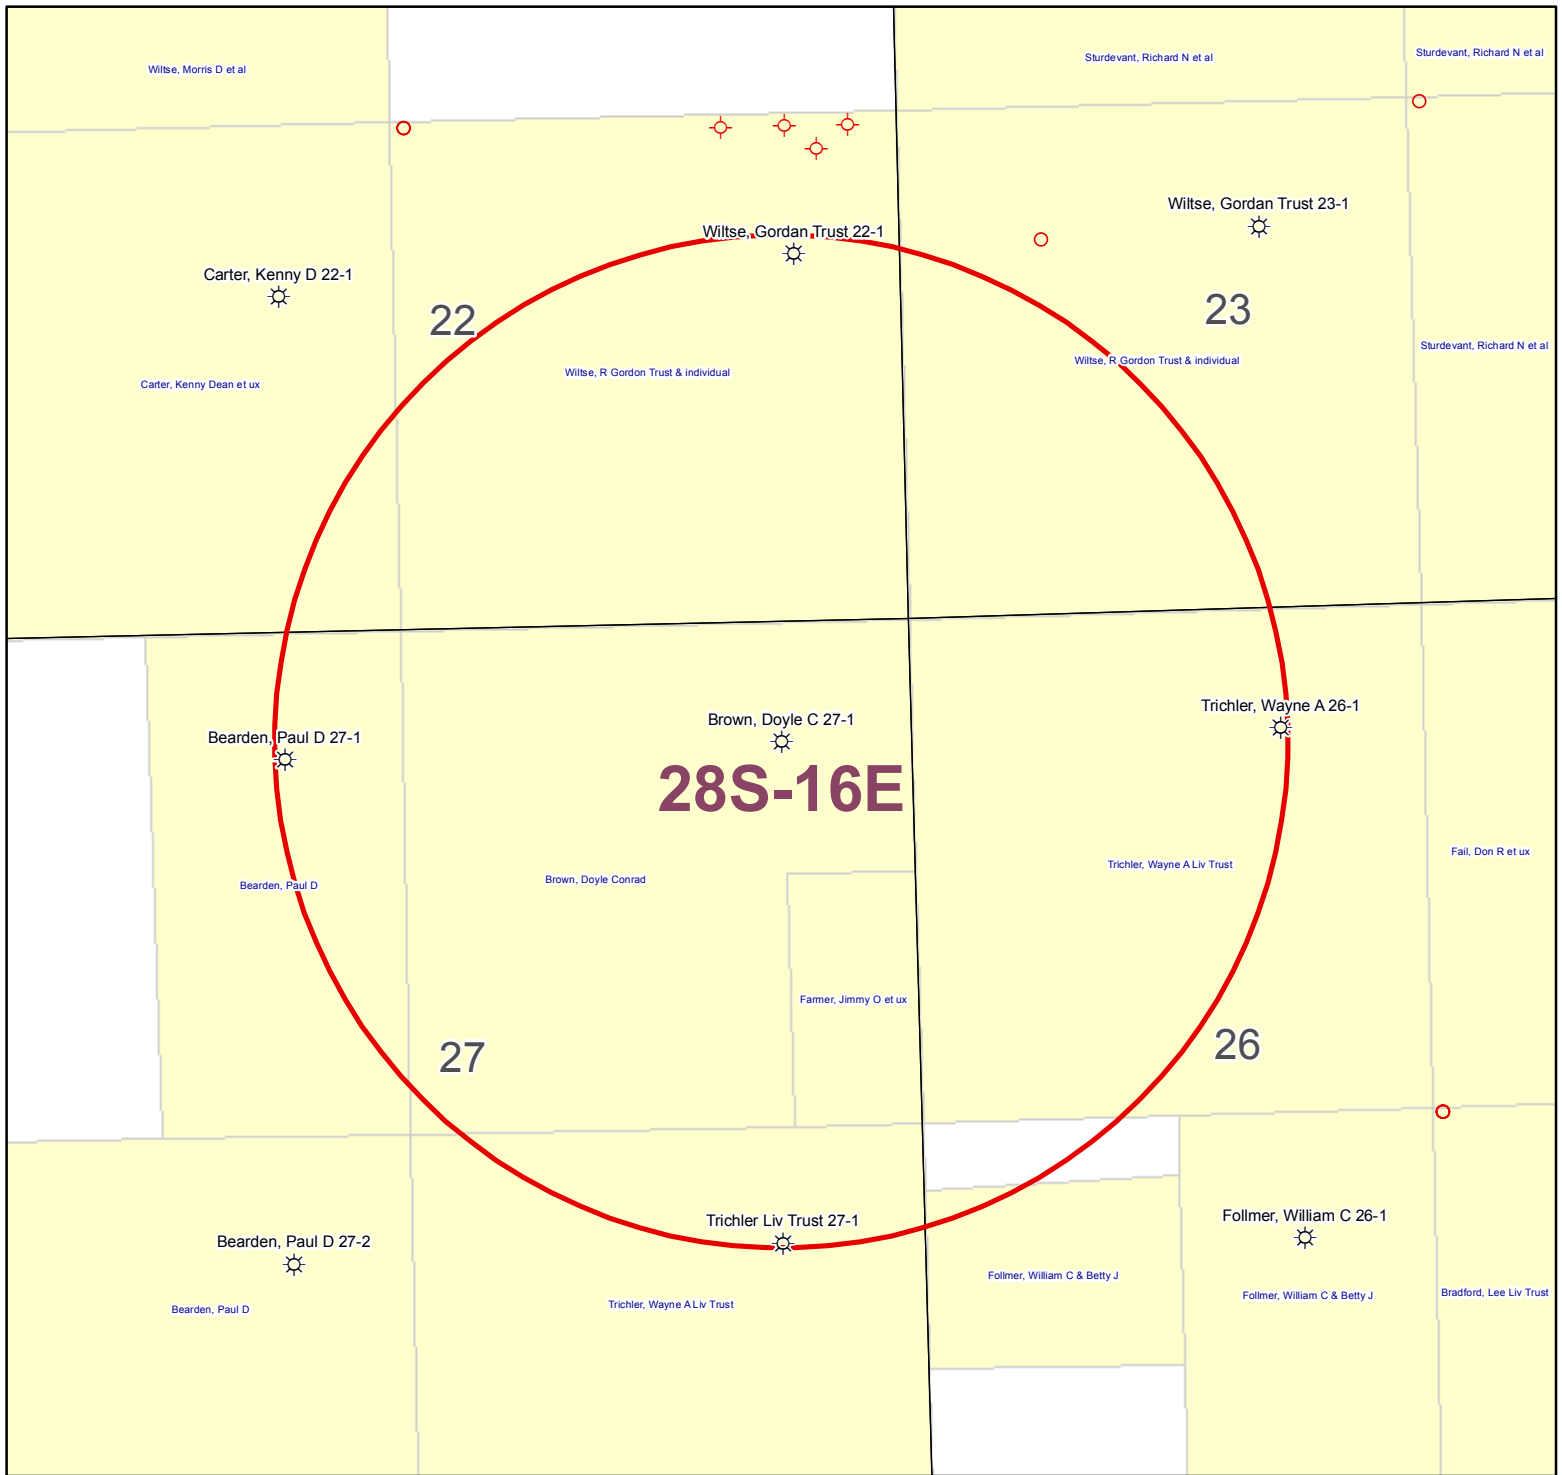 Wiltse, Morris D et al
Sturdevant, Richard N et al
Sturdevant, Richard N et al
Wiltse, Gordan Trust 23-1
Wiltse, Gordan Trust 22-1
Carter, Kenny D 22-1
22
23
Sturdevant, Richard N et al
Wiltse, R Gordon Trust & individual
Wiltse, R Gordon Trust & individual
Carter, Kenny Dean et ux
Trichler, Wayne A 26-1
Brown, Doyle C 27-1
Bearden, Paul D 27-1
28S-16E
Fail, Don R et ux
Trichler, Wayne A Liv Trust
Brown, Doyle Conrad
Bearden, Paul D
Farmer, Jimmy O et ux
26
27
Follmer, William C 26-1
Trichler Liv Trust 27-1
Bearden, Paul D 27-2
Follmer, William C & Betty J
Bradford, Lee Liv Trust
Follmer, William C & Betty J
Trichler, Wayne A Liv Trust
Bearden, Paul D